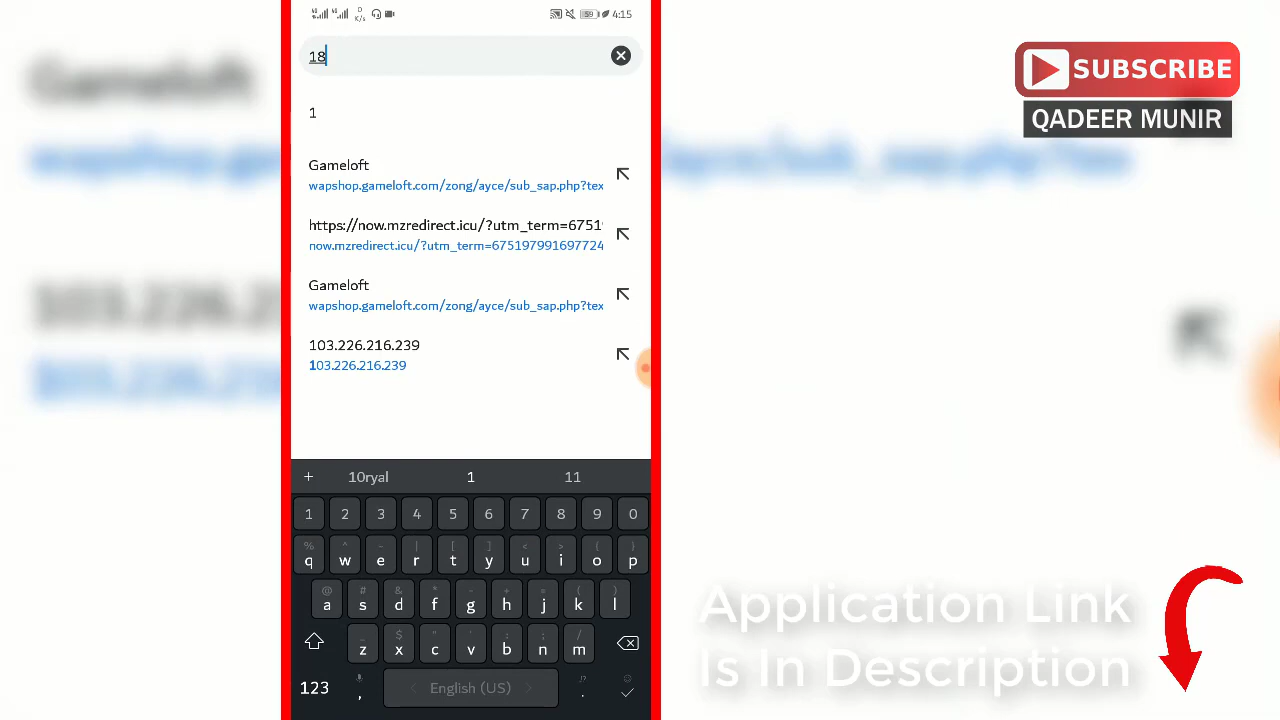 4:15
59
18
1
Gameloft
wapshop.gameloft.com/zong/ayce/sub_sap.php?tex
https://now.mzredirect.icu/?utm_term=6751
now.mzredirect.icu/?utm_term=675197991697724
Gameloft
wapshop.gameloft.com/zong/ayce/sub_sap.php?tex
103.226.216.239
103.226.216.239
+ 10ryal 1 11
1 2 3 4 5 6 7 8 9 0
q w e r t y u i o p
a s d f g h j k l
z x c v b n m
123 , English (US) .
SUBSCRIBE
QADEER MUNIR
Application Link
Is In Description